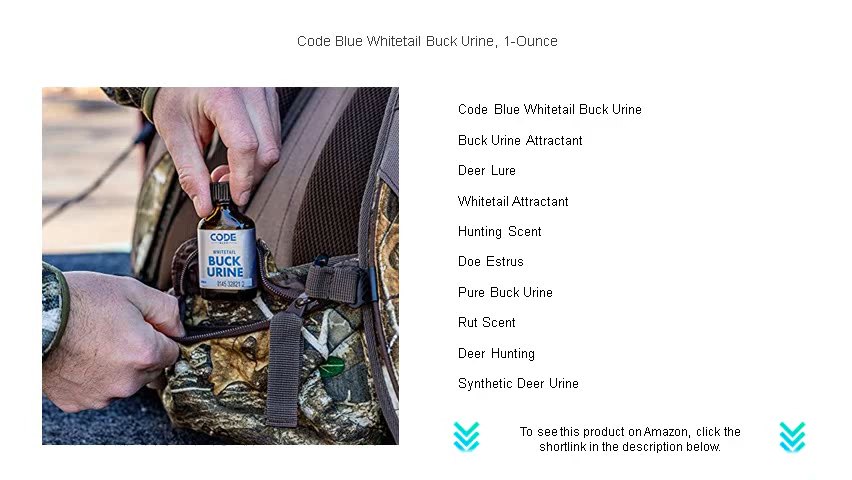 Code Blue Whitetail Buck Urine, 1-Ounce
CODE
BLUE
WHITETAIL
BUCK
URINE
Code Blue Whitetail Buck Urine
Buck Urine Attractant
Deer Lure
Whitetail Attractant
Hunting Scent
Doe Estrus
Pure Buck Urine
Rut Scent
Deer Hunting
Synthetic Deer Urine
To see this product on Amazon, click the
shortlink in the description below.